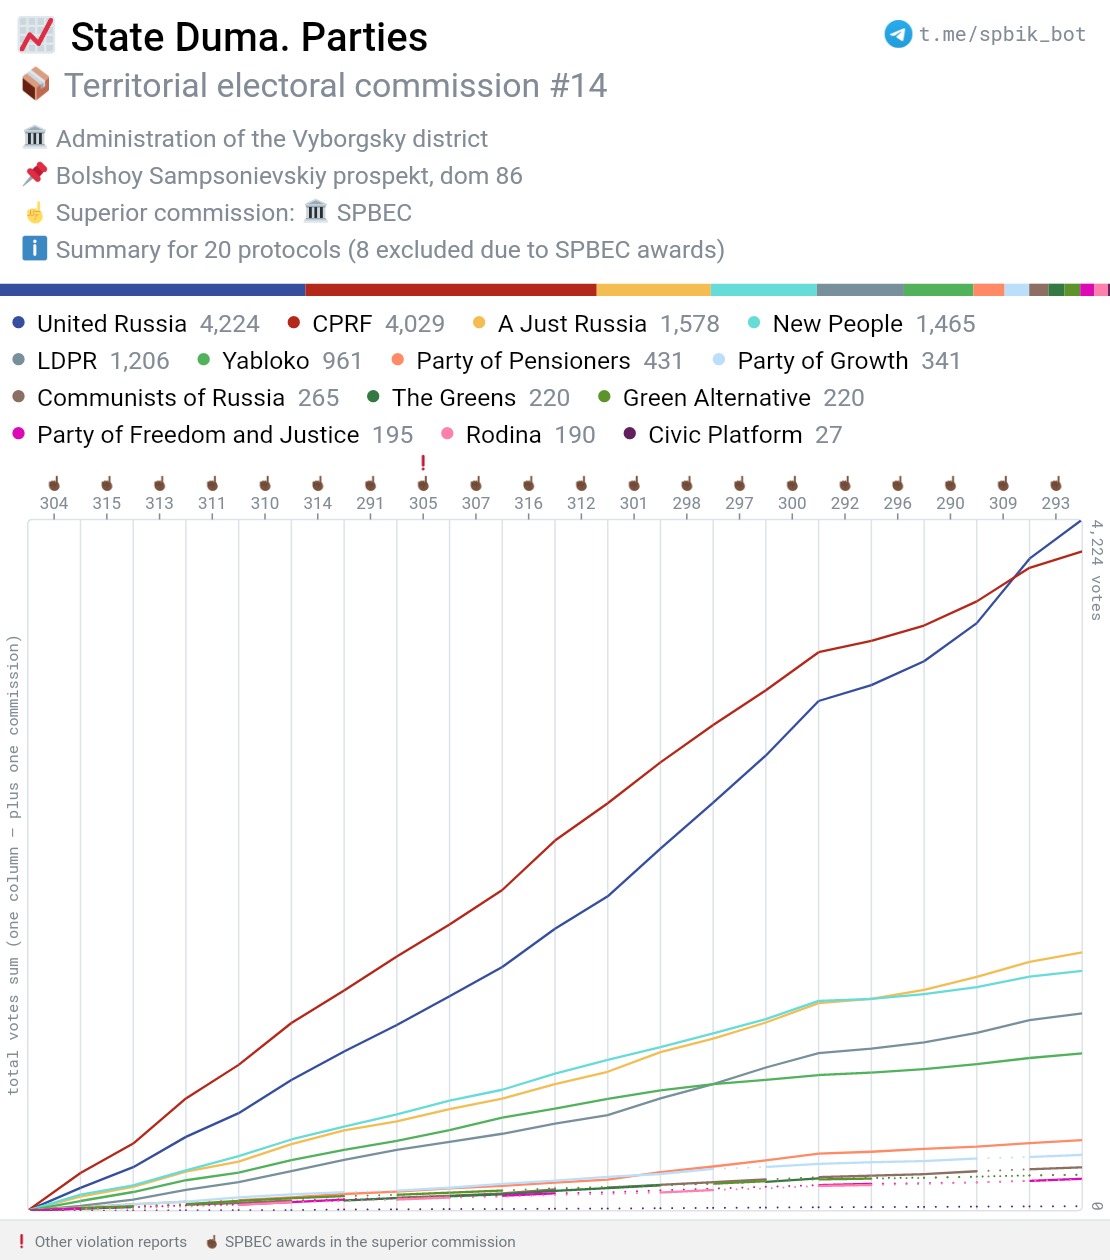 State Duma. Parties
t.me/spbik_bot
Territorial electoral commission #14
Administration of the Vyborgsky district
Bolshoy Sampsonievskiy prospekt, dom 86
Superior commission: SPBEC
Summary for 20 protocols (8 excluded due to SPBEC awards)
United Russia 4,224 CPRF 4,029 A Just Russia 1,578 New People 1,465
LDPR 1,206 Yabloko 961 Party of Pensioners 431 Party of Growth 341
Communists of Russia 265 The Greens 220 Green Alternative 220
Party of Freedom and Justice 195 Rodina 190 Civic Platform 27
304 315 313 311 310 314 291 305 307 316 312 301 298 297 300 292 296 290 309 293
4,224 votes
total votes sum (one column – plus one commission)
0
Other violation reports SPBEC awards in the superior commission